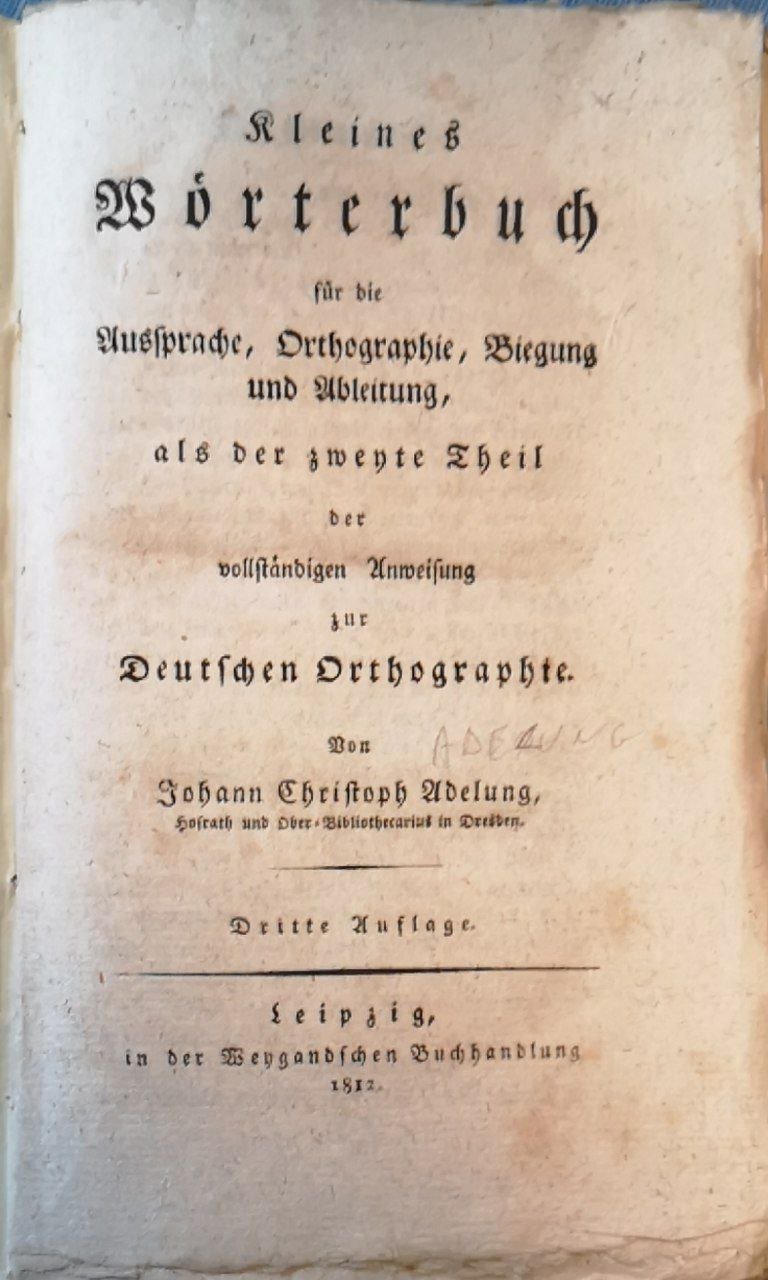 Kleines
Wörterbuch
für die
Ausſprache, Orthographie, Biegung
und Ableitung,
als der zweyte Theil
der
vollſtändigen Anweiſung
zur
Deutſchen Orthographie.
Von
ADELUNG
Johann Chriſtoph Adelung,
Hofrath und Ober-Bibliothecarius in Dresden.
Dritte Auflage.
Leipzig,
in der Weygandſchen Buchhandlung
1812.